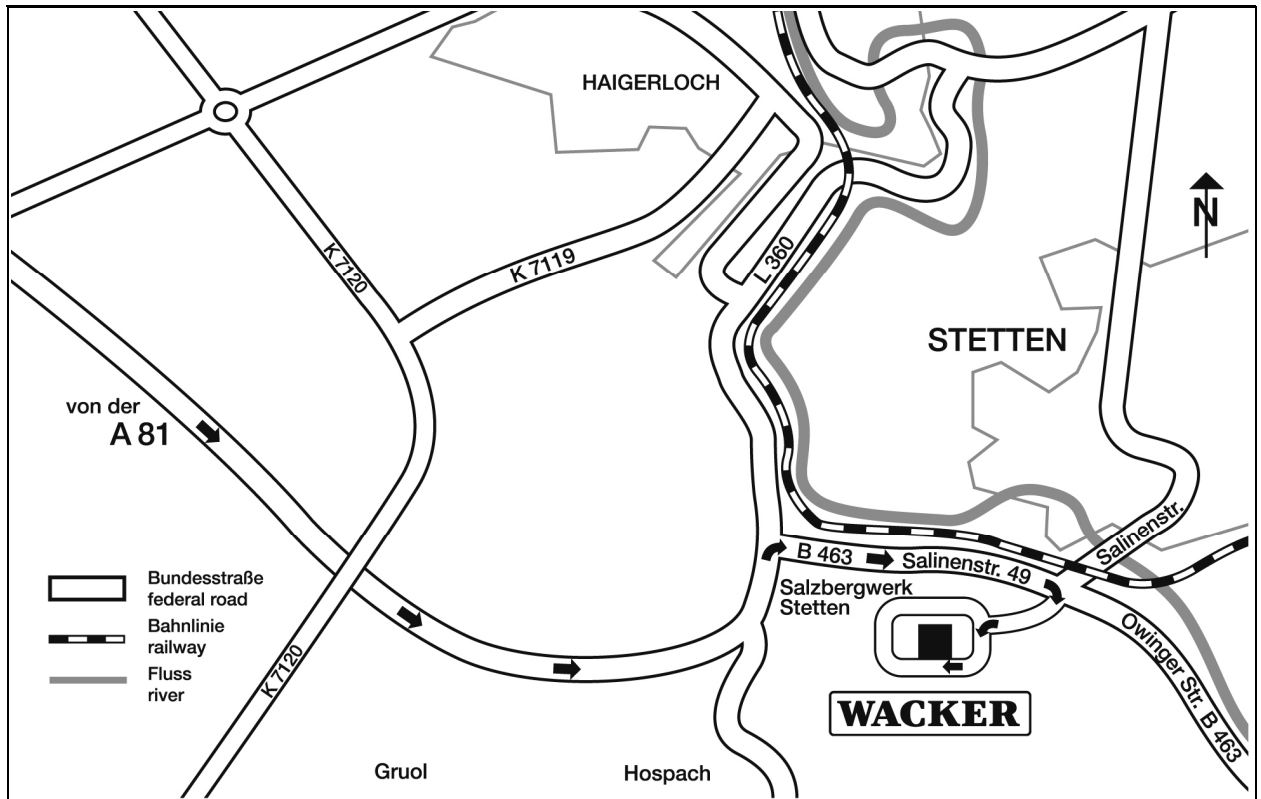 HAIGERLOCH
N
K 7120
K 7119
L 360
STETTEN
von der
A 81
Salinenstr.
B 463
Salinenstr. 49
Salzbergwerk
Stetten
Bundesstraße
federal road
Bahnlinie
railway
Fluss
river
K 7120
Owinger Str. B 463
WACKER
Gruol
Hospach